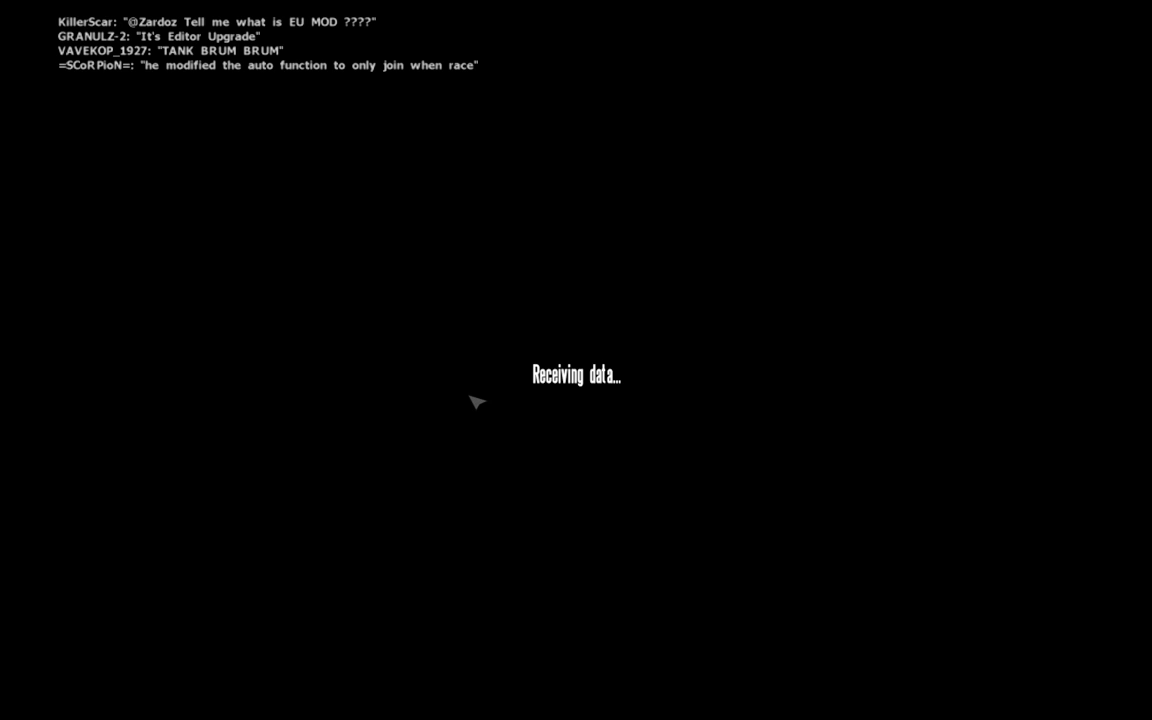 KillerScar: "@Zardoz Tell me what is EU MOD ????"
GRANULZ-2: "It's Editor Upgrade"
VAVEKOP_1927: "TANK BRUM BRUM"
=SCoRPioN=: "he modified the auto function to only join when race"
Receiving data...